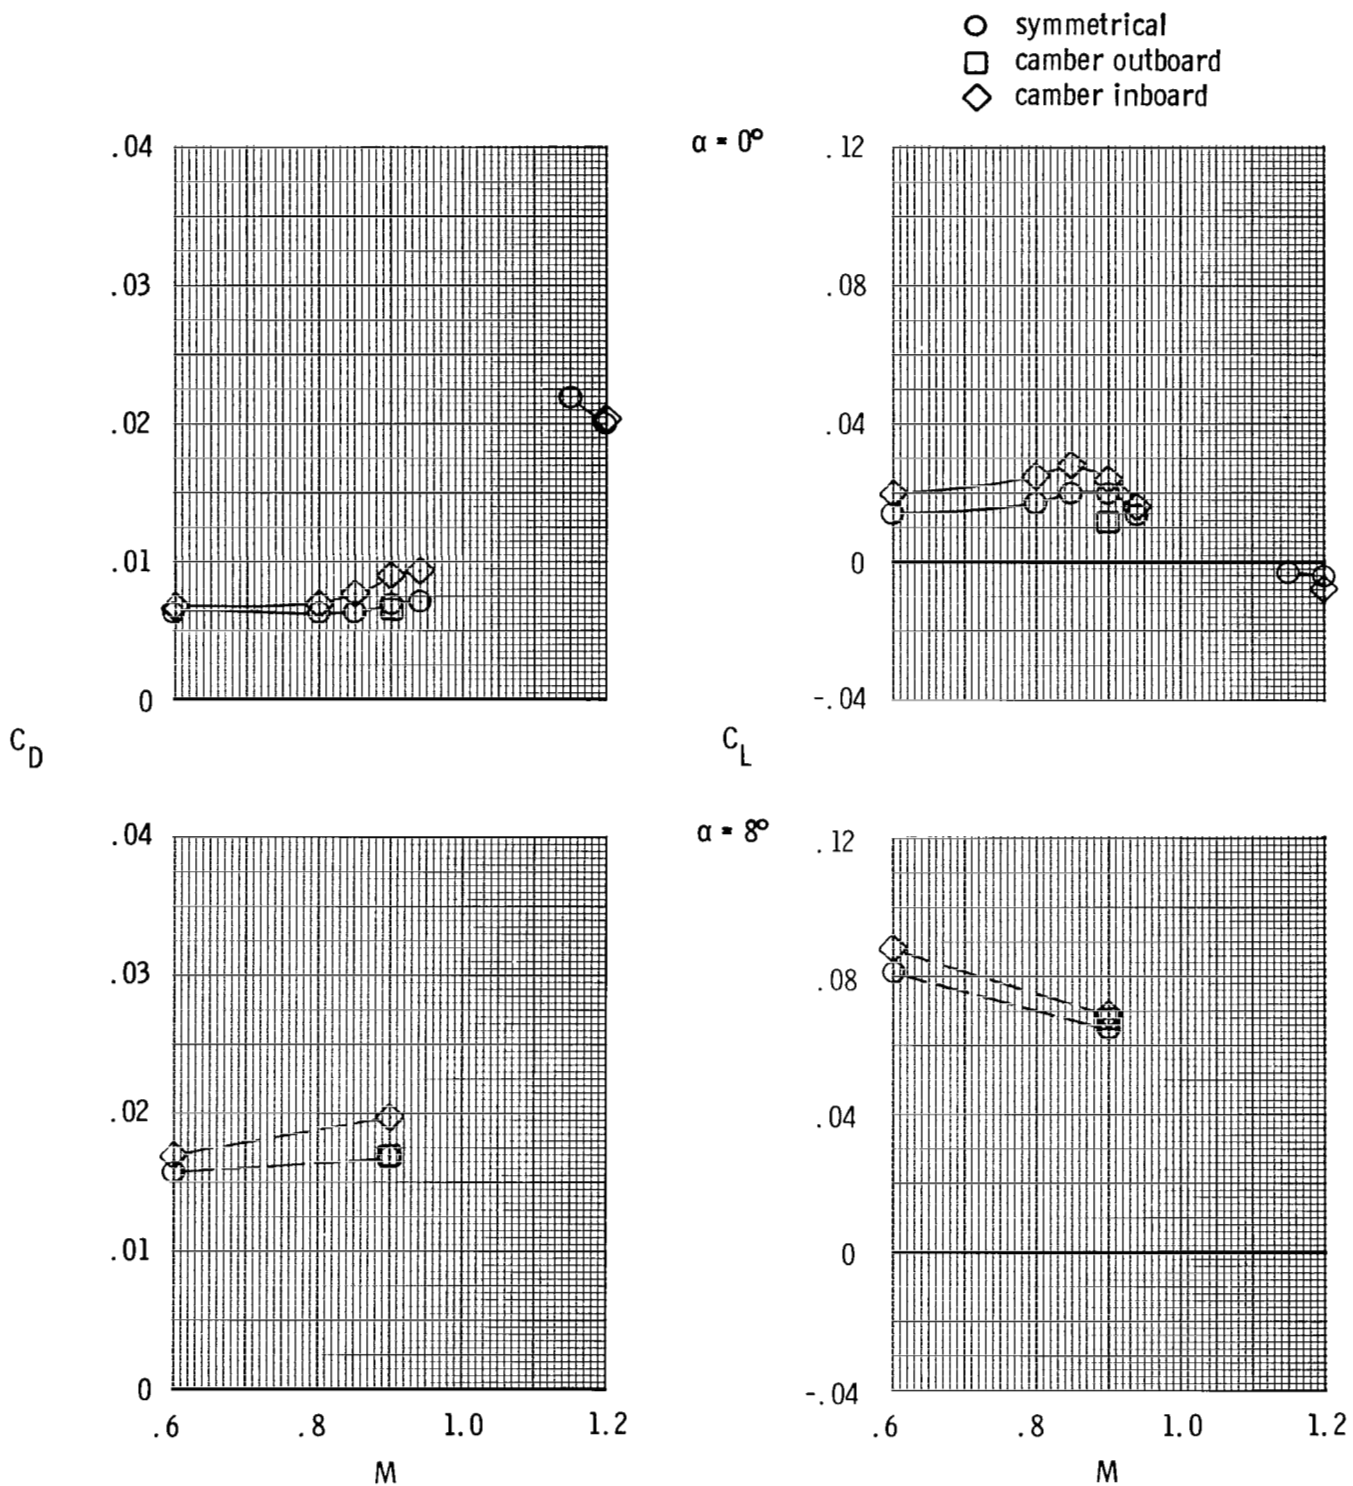 symmetrical
camber outboard
camber inboard
α = 0°
.04
.03
.02
.01
0
.12
.08
.04
0
-.04
C_D
C_L
α = 8°
.04
.03
.02
.01
0
.12
.08
.04
0
-.04
.6 .8 1.0 1.2
.6 .8 1.0 1.2
M
M